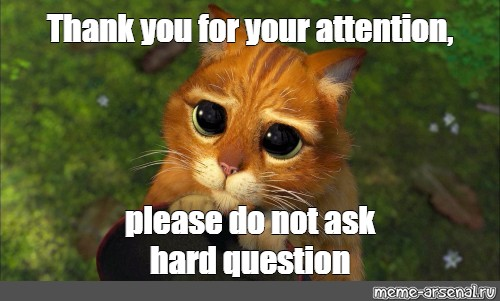 Thank you for your attention,
please do not ask
hard question
meme-arsenal.ru